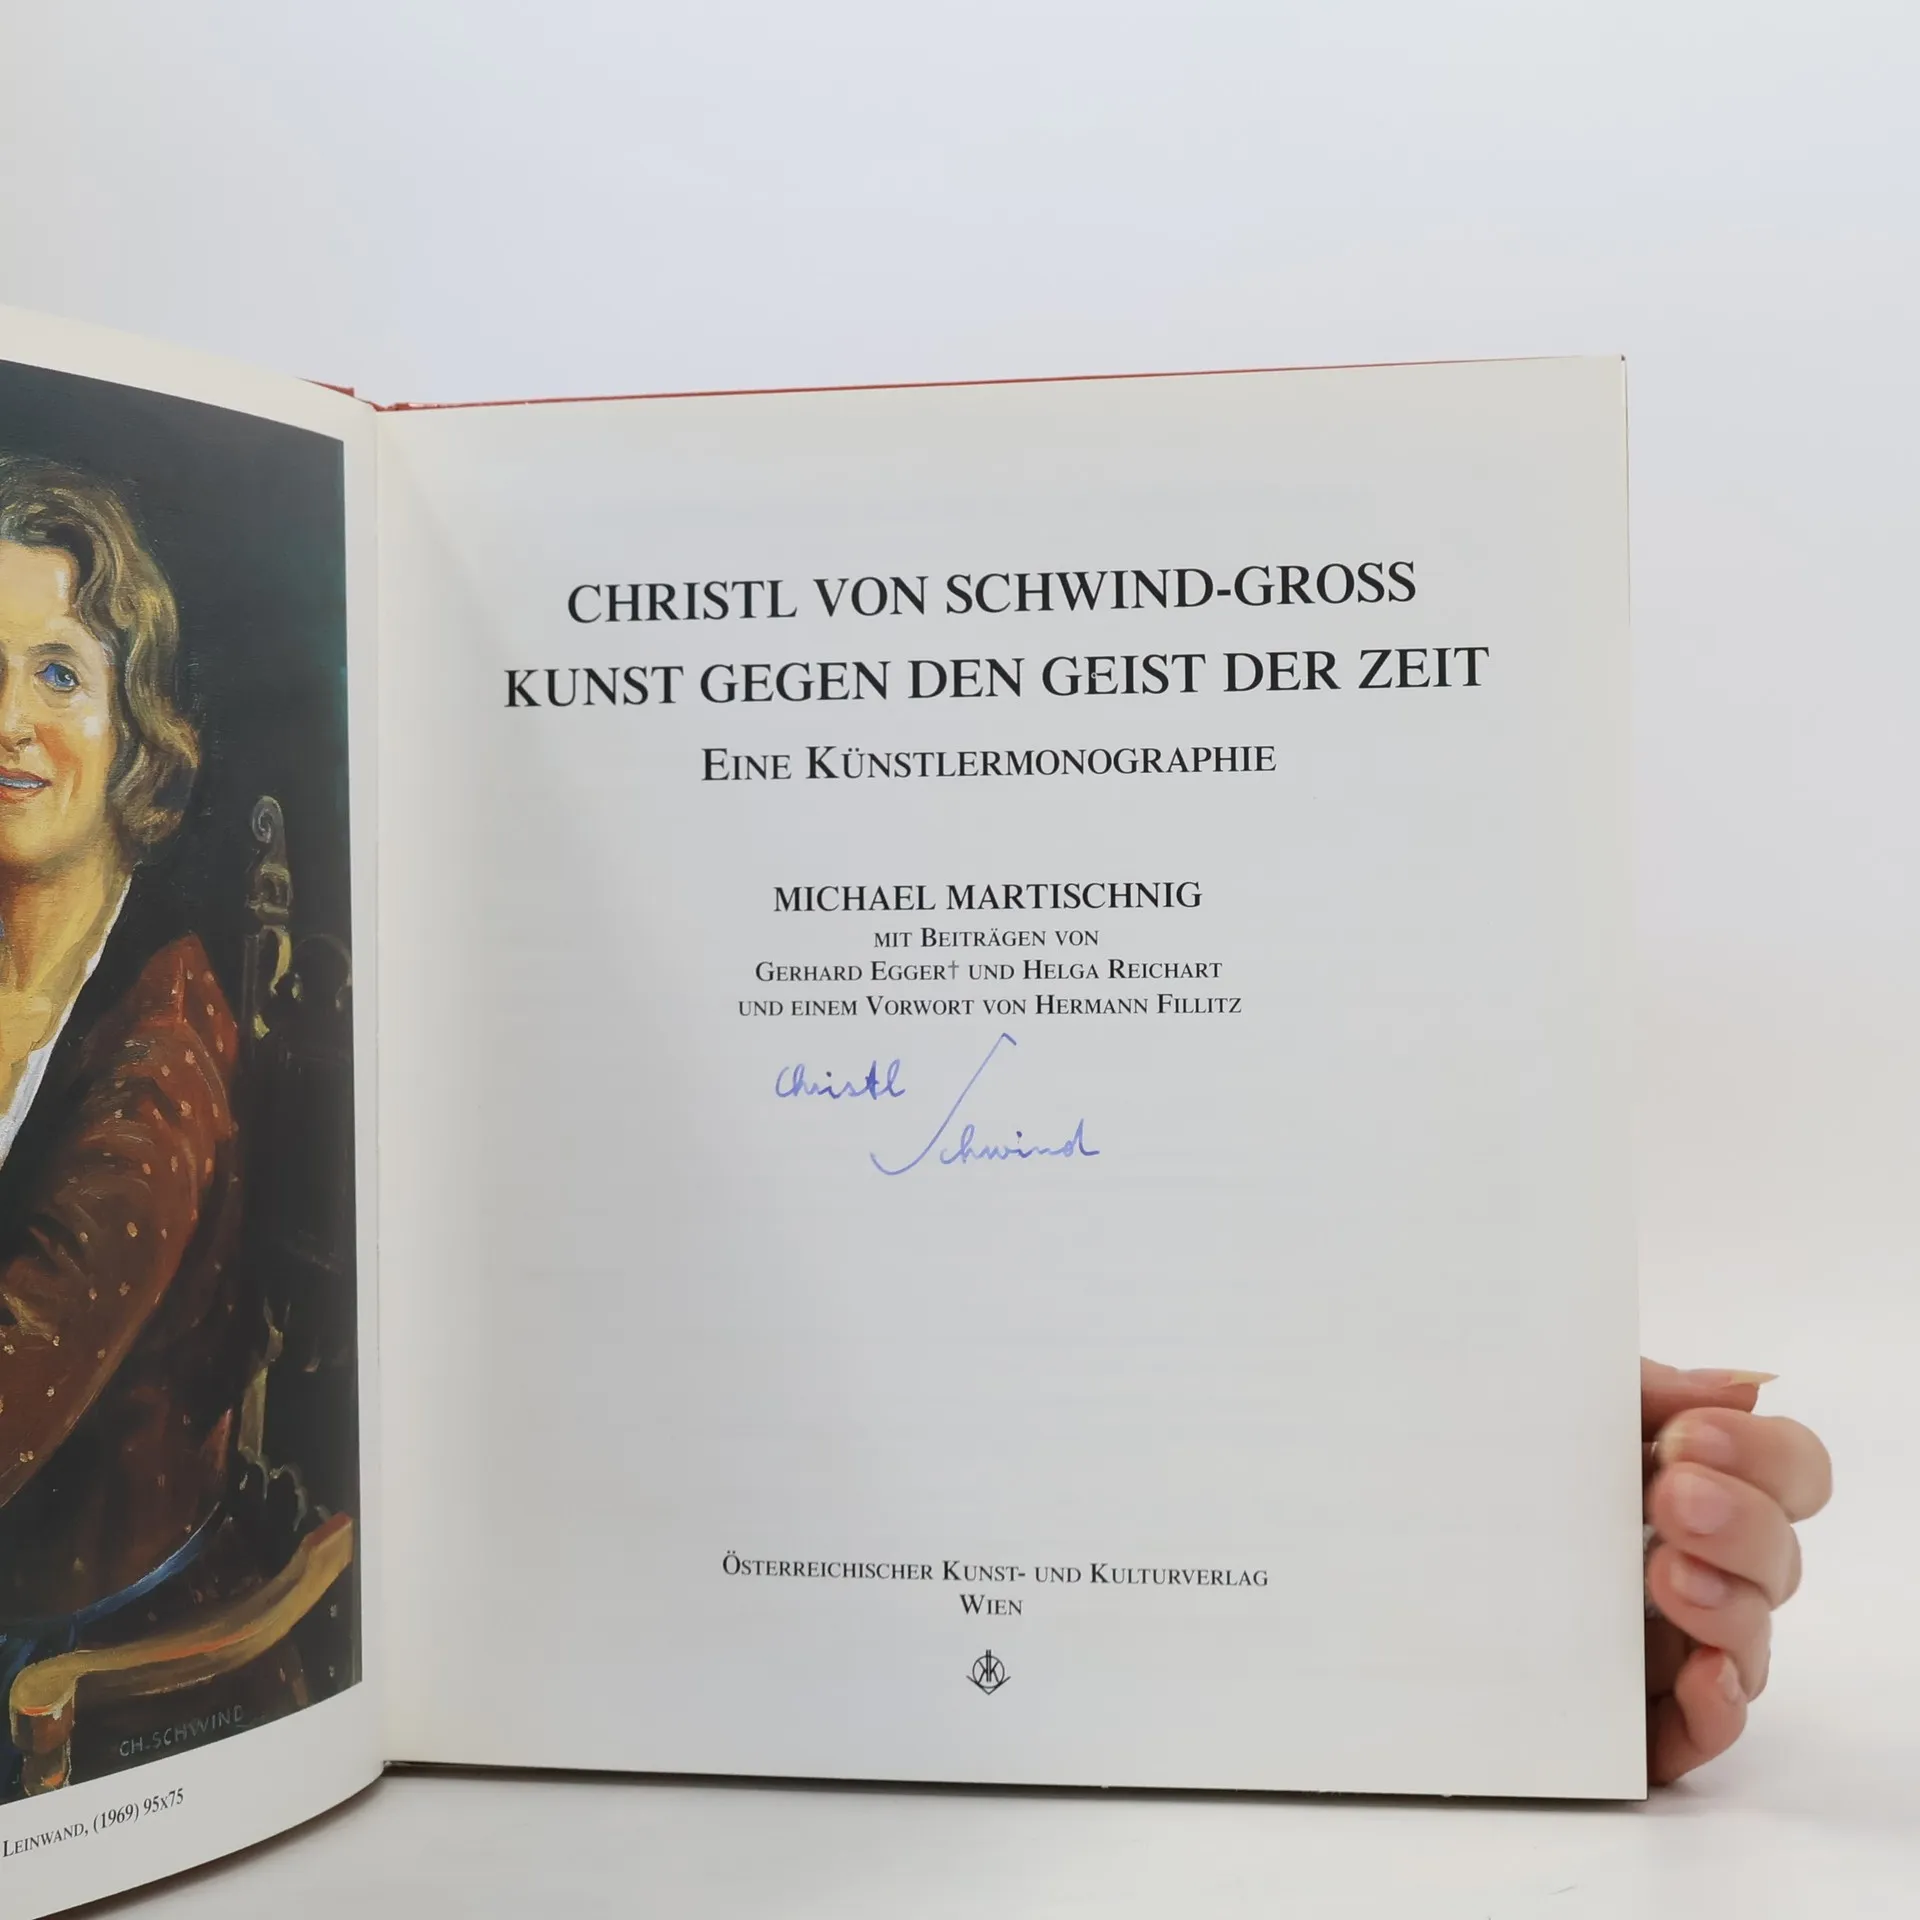 CH. SCHWIND
LEINWAND, (1969) 95x75
CHRISTL VON SCHWIND-GROSS
KUNST GEGEN DEN GEIST DER ZEIT
EINE KÜNSTLERMONOGRAPHIE
MICHAEL MARTISCHNIG
MIT BEITRÄGEN VON
GERHARD EGGER† UND HELGA REICHART
UND EINEM VORWORT VON HERMANN FILLITZ
Christl
Schwind
ÖSTERREICHISCHER KUNST- UND KULTURVERLAG
WIEN